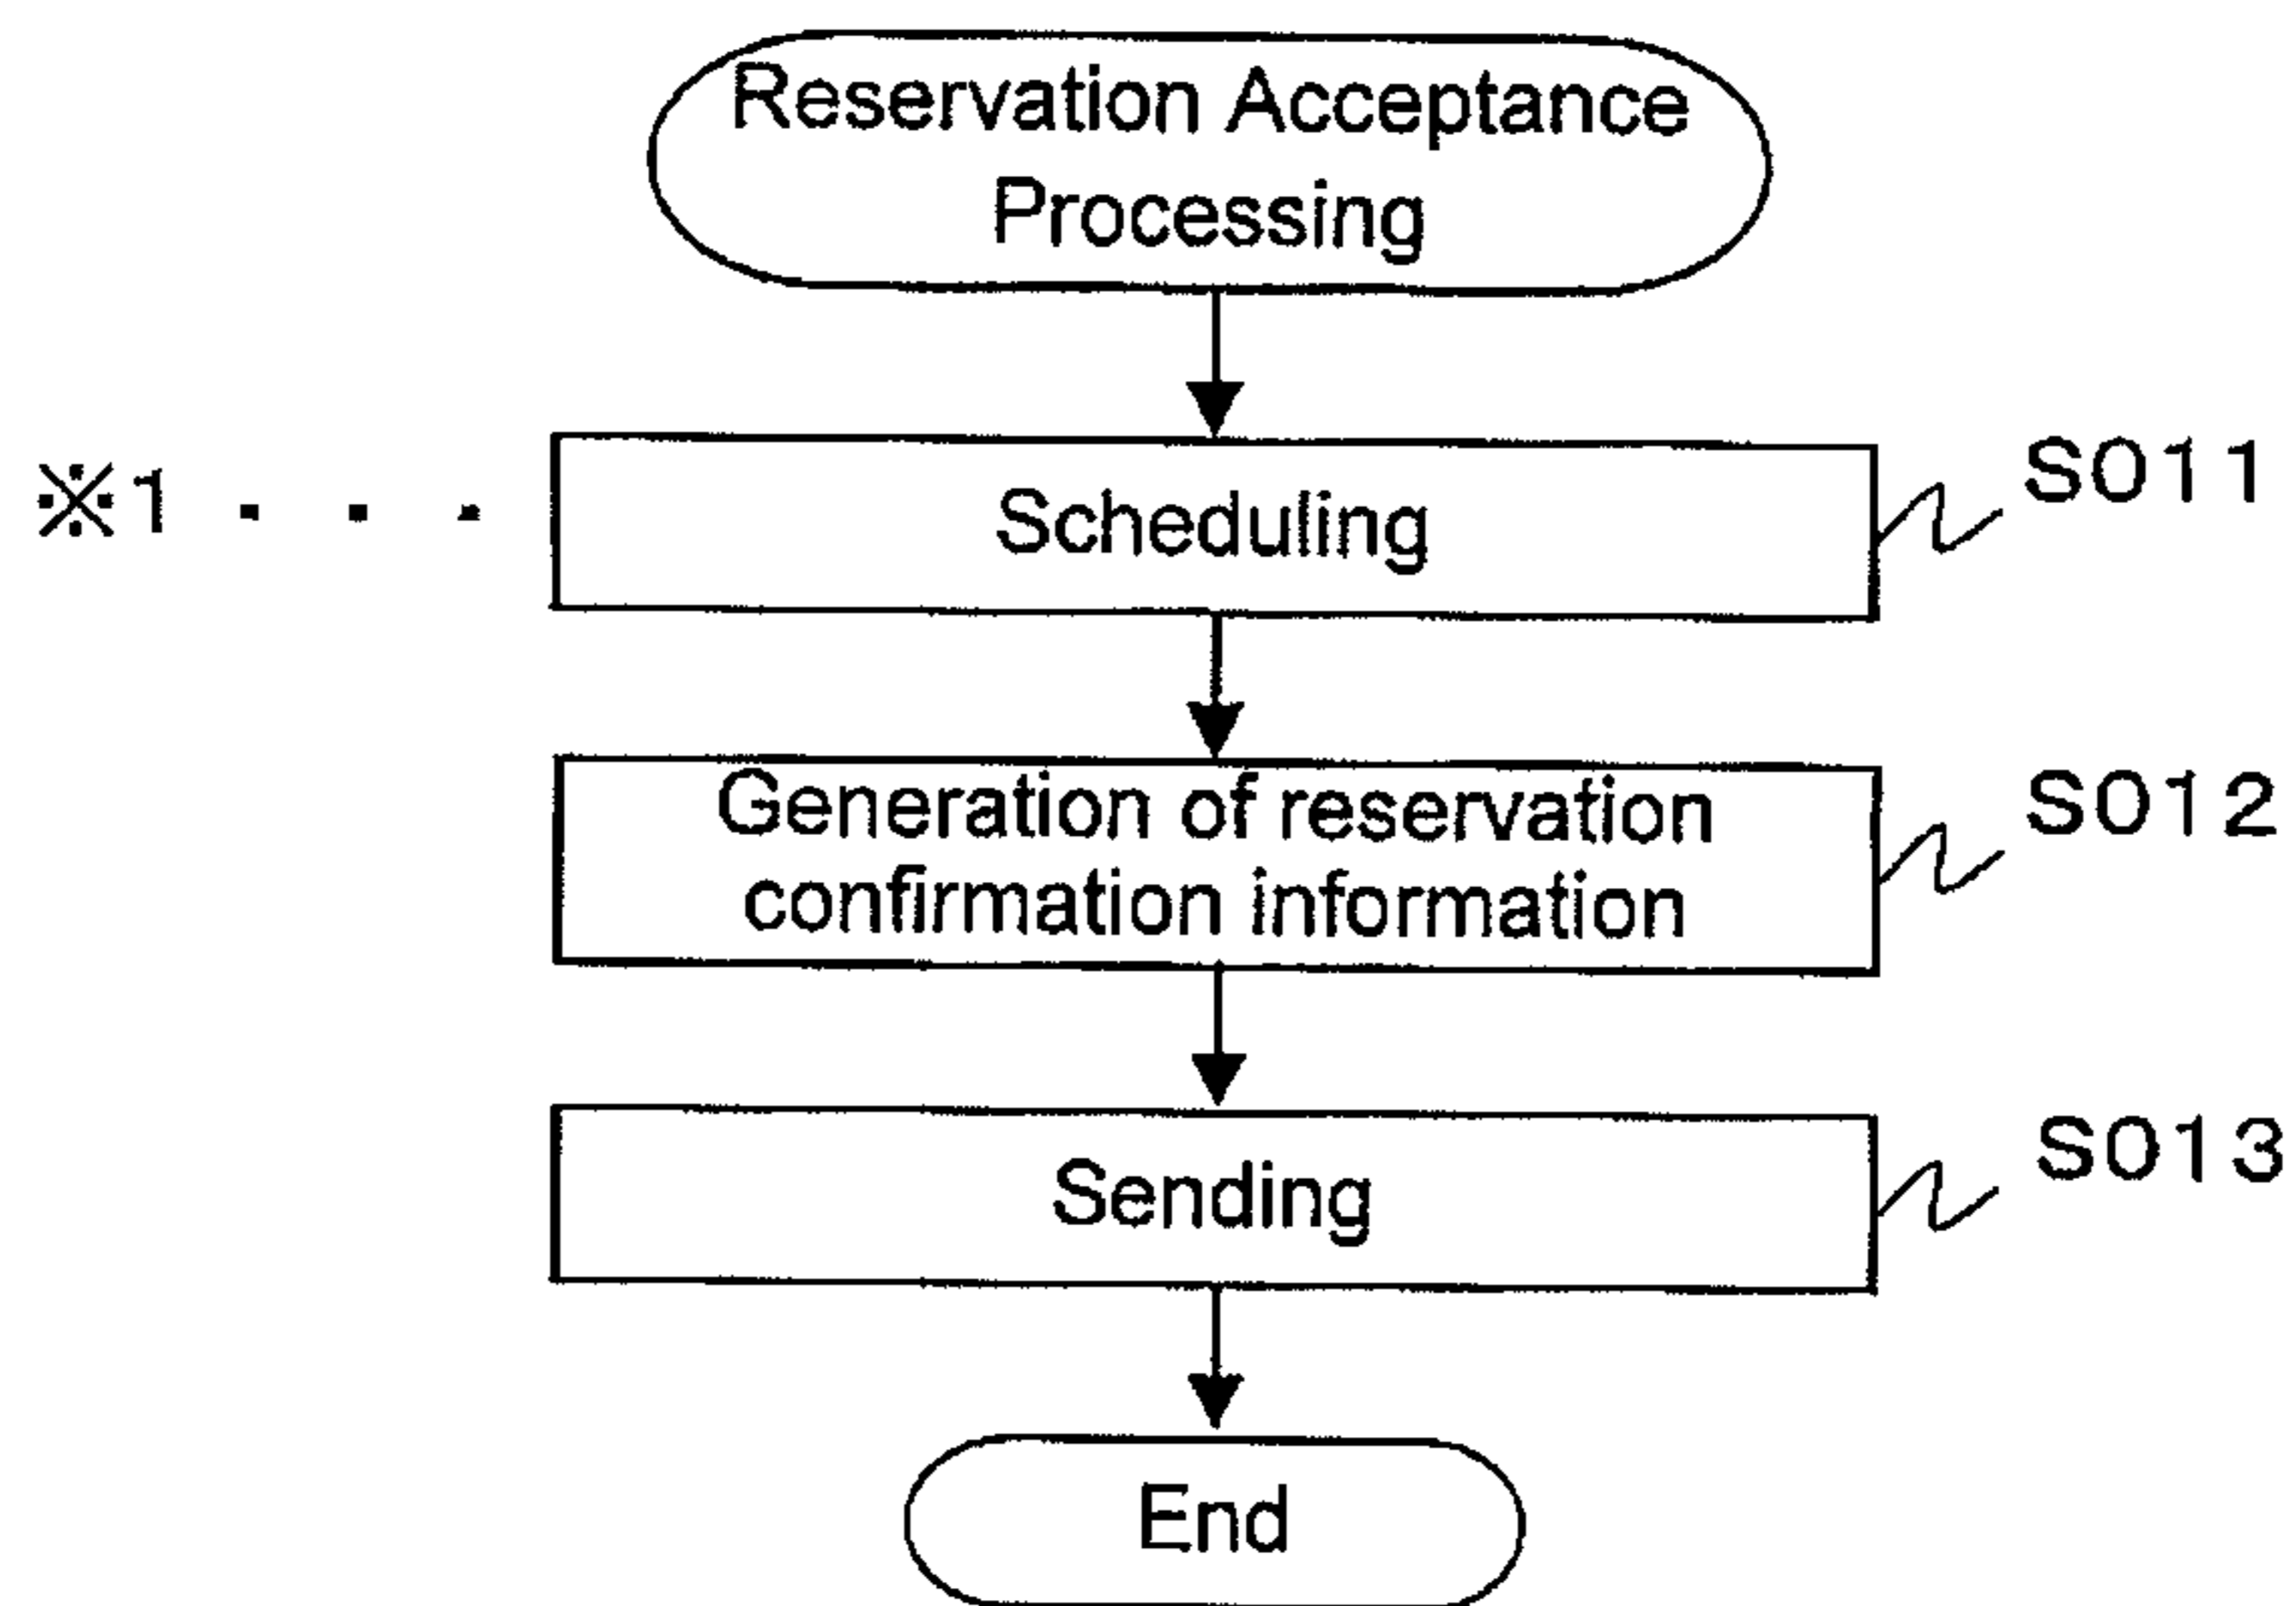 Reservation Acceptance
Processing
※1 ・ ・ ・
Scheduling
S011
Generation of reservation
confirmation information
S012
Sending
S013
End